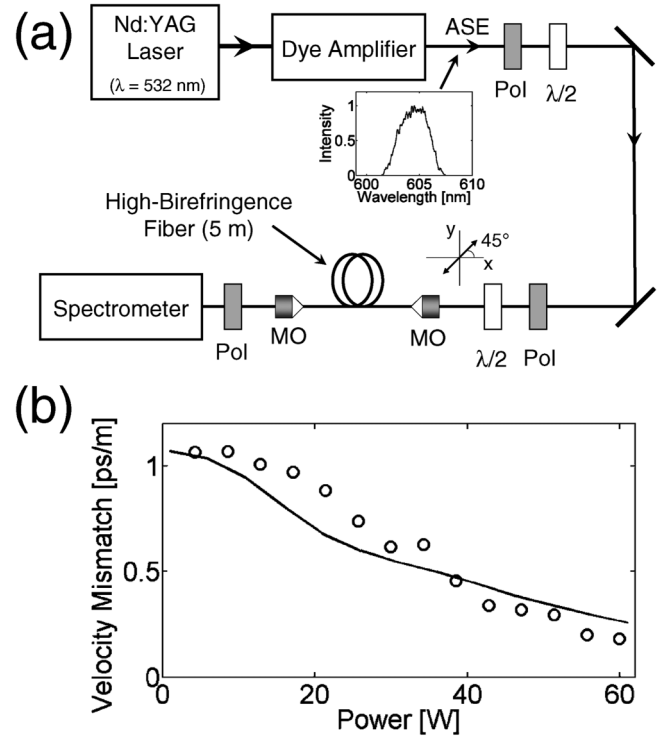 (a)
Nd:YAG
Laser
(λ = 532 nm)
Dye Amplifier
ASE
Pol
λ/2
Intensity
1
0.5
0
600
605
610
Wavelength [nm]
High-Birefringence
Fiber (5 m)
y
45°
x
Spectrometer
Pol
MO
MO
λ/2
Pol
(b)
Velocity Mismatch [ps/m]
1
0.5
0
0
20
40
60
Power [W]